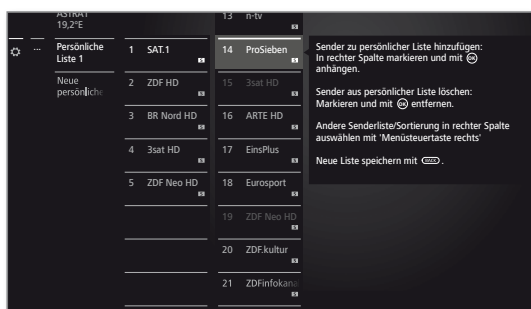 ASTRA1
19,2°E
...
Persönliche
Liste 1
Neue
persönliche
1 SAT.1
S
2 ZDF HD
S
3 BR Nord HD
S
4 3sat HD
S
5 ZDF Neo HD
S
13 n-tv
S
14 ProSieben
S
15 3sat HD
S
16 ARTE HD
S
17 EinsPlus
S
18 Eurosport
S
19 ZDF Neo HD
S
20 ZDF.kultur
S
21 ZDFinfokana
S
Sender zu persönlicher Liste hinzufügen:
In rechter Spalte markieren und mit OK
anhängen.
Sender aus persönlicher Liste löschen:
Markieren und mit OK entfernen.
Andere Senderliste/Sortierung in rechter Spalte
auswählen mit 'Menüsteuertaste rechts'
Neue Liste speichern mit BACK.